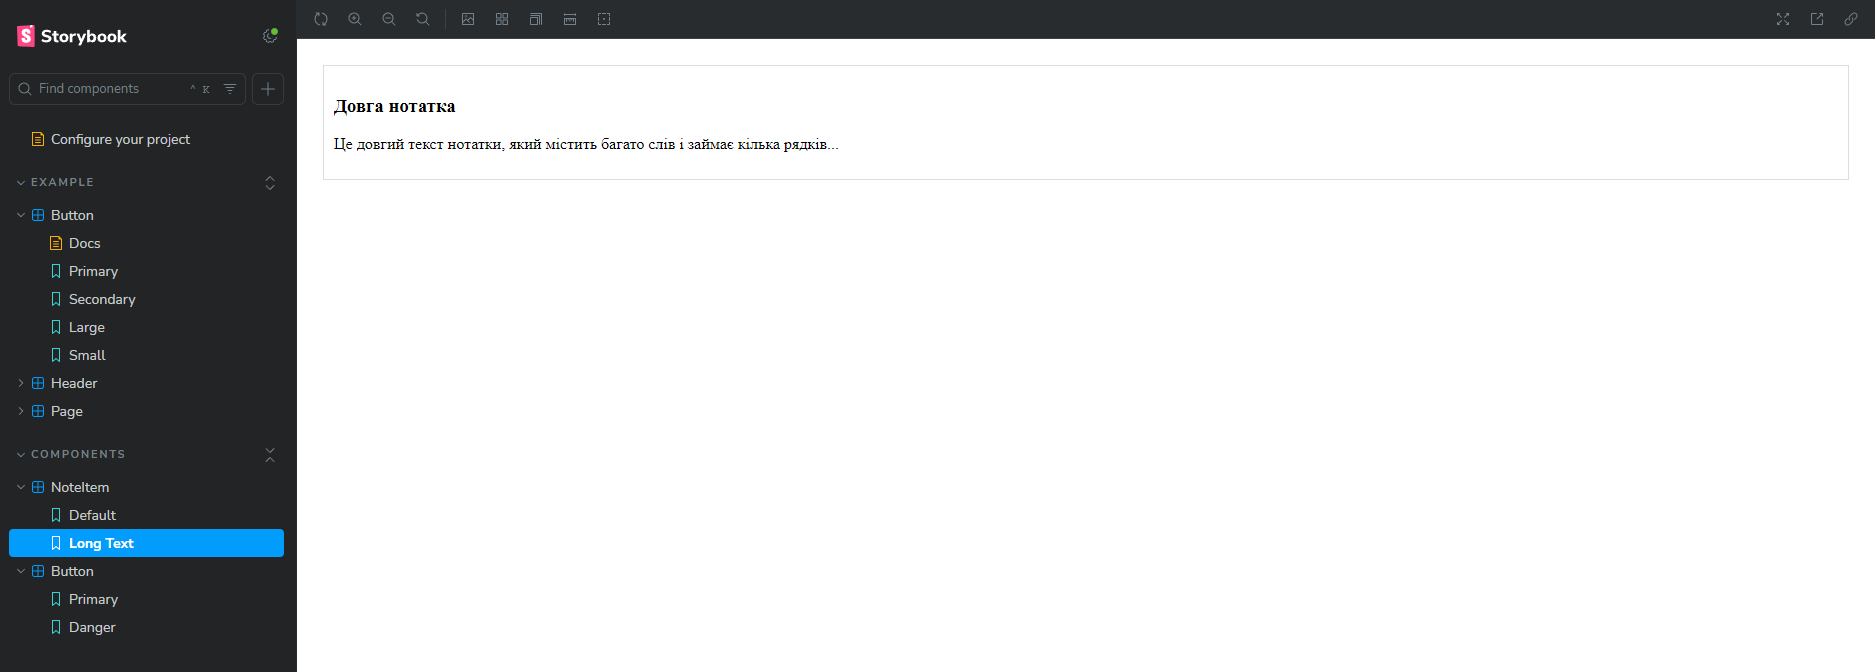 Storybook
Find components
^ K
Configure your project
EXAMPLE
Button
Docs
Primary
Secondary
Large
Small
Header
Page
COMPONENTS
NoteItem
Default
Long Text
Button
Primary
Danger
Довга нотатка
Це довгий текст нотатки, який містить багато слів і займає кілька рядків...